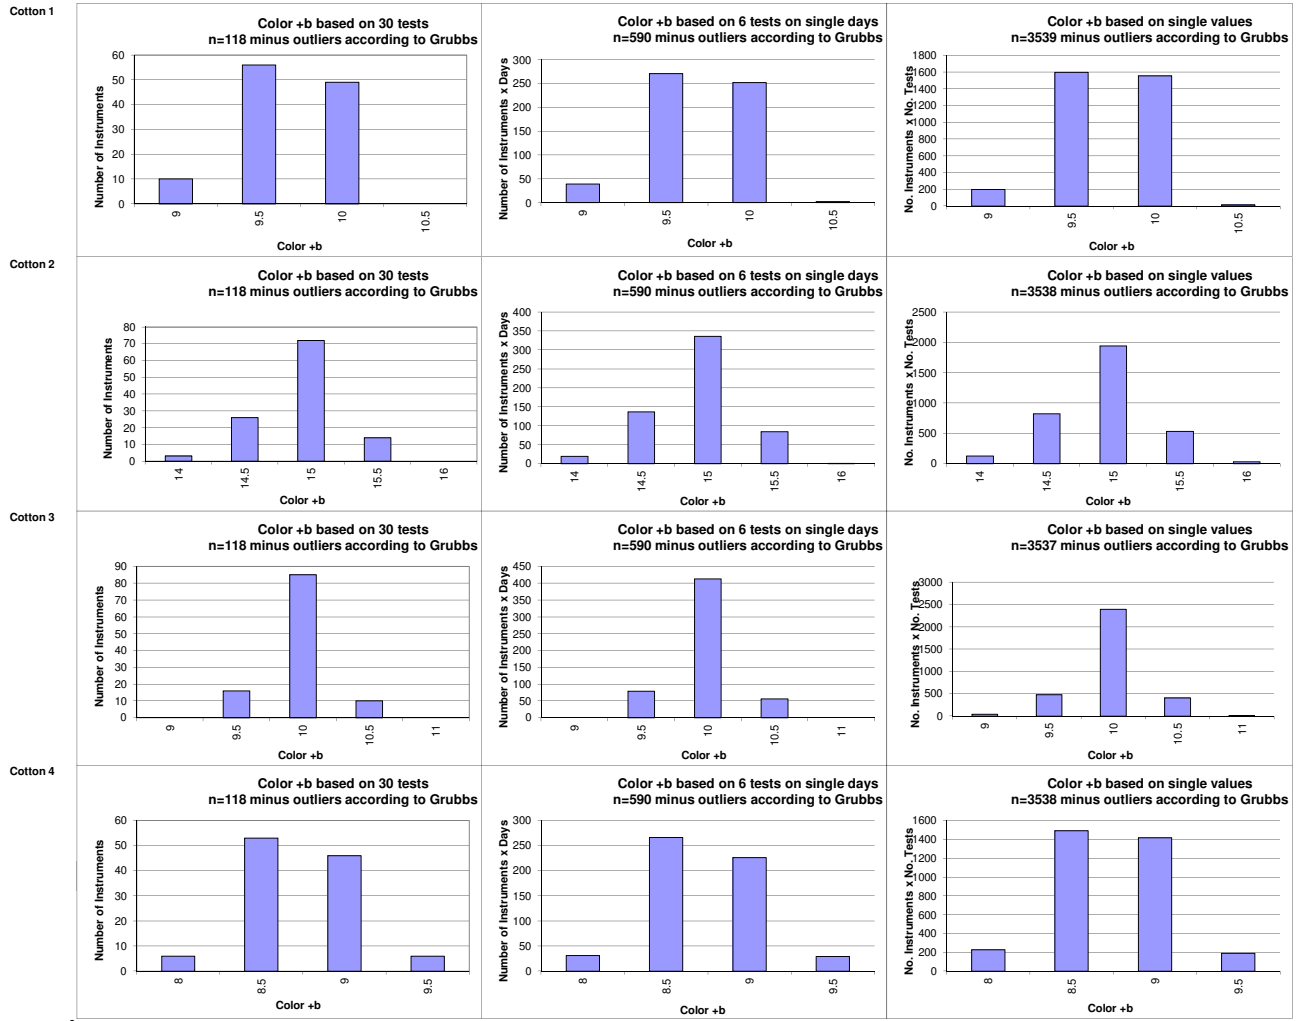 Cotton 1
Color +b based on 30 tests
n=118 minus outliers according to Grubbs
Number of Instruments
60
50
40
30
20
10
0
9
9.5
10
10.5
Color +b
Color +b based on 6 tests on single days
n=590 minus outliers according to Grubbs
Number of Instruments x Days
300
250
200
150
100
50
0
9
9.5
10
10.5
Color +b
Color +b based on single values
n=3539 minus outliers according to Grubbs
No. Instruments x No. Tests
1800
1600
1400
1200
1000
800
600
400
200
0
9
9.5
10
10.5
Color +b
Cotton 2
Color +b based on 30 tests
n=118 minus outliers according to Grubbs
Number of Instruments
80
70
60
50
40
30
20
10
0
14
14.5
15
15.5
16
Color +b
Color +b based on 6 tests on single days
n=590 minus outliers according to Grubbs
Number of Instruments x Days
400
350
300
250
200
150
100
50
0
14
14.5
15
15.5
16
Color +b
Color +b based on single values
n=3538 minus outliers according to Grubbs
No. Instruments x No. Tests
2500
2000
1500
1000
500
0
14
14.5
15
15.5
16
Color +b
Cotton 3
Color +b based on 30 tests
n=118 minus outliers according to Grubbs
Number of Instruments
90
80
70
60
50
40
30
20
10
0
9
9.5
10
10.5
11
Color +b
Color +b based on 6 tests on single days
n=590 minus outliers according to Grubbs
Number of Instruments x Days
450
400
350
300
250
200
150
100
50
0
9
9.5
10
10.5
11
Color +b
Color +b based on single values
n=3537 minus outliers according to Grubbs
No. Instruments x No. Tests
3000
2500
2000
1500
1000
500
0
9
9.5
10
10.5
11
Color +b
Cotton 4
Color +b based on 30 tests
n=118 minus outliers according to Grubbs
Number of Instruments
60
50
40
30
20
10
0
8
8.5
9
9.5
Color +b
Color +b based on 6 tests on single days
n=590 minus outliers according to Grubbs
Number of Instruments x Days
300
250
200
150
100
50
0
8
8.5
9
9.5
Color +b
Color +b based on single values
n=3538 minus outliers according to Grubbs
No. Instruments x No. Tests
1600
1400
1200
1000
800
600
400
200
0
8
8.5
9
9.5
Color +b